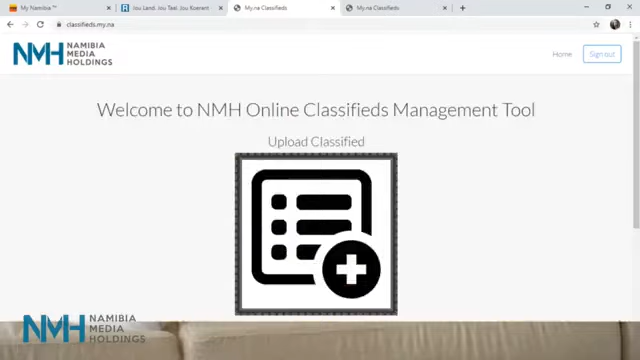 My Namibia ™
Jou Land. Jou Taal. Jou Koerant
My.na Classifieds
My.na Classifieds
classifieds.my.na
NMH NAMIBIA
MEDIA
HOLDINGS
Home
Sign out
Welcome to NMH Online Classifieds Management Tool
Upload Classified
NMH NAMIBIA
MEDIA
HOLDINGS